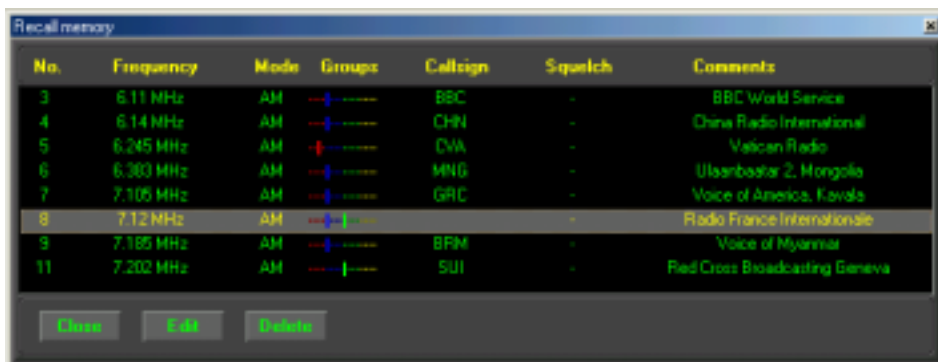 Recall memory
No. Frequency Mode Groups Callsign Squelch Comments
3 6.11 MHz AM BBC - BBC World Service
4 6.14 MHz AM CHN - China Radio International
5 6.245 MHz AM CVA - Vatican Radio
6 6.383 MHz AM MNG - Ulaanbaatar 2, Mongolia
7 7.105 MHz AM GRC - Voice of America, Kavala
8 7.12 MHz AM - Radio France Internationale
9 7.185 MHz AM BRM - Voice of Myanmar
11 7.202 MHz AM SUI - Red Cross Broadcasting Geneva
Close Edit Delete